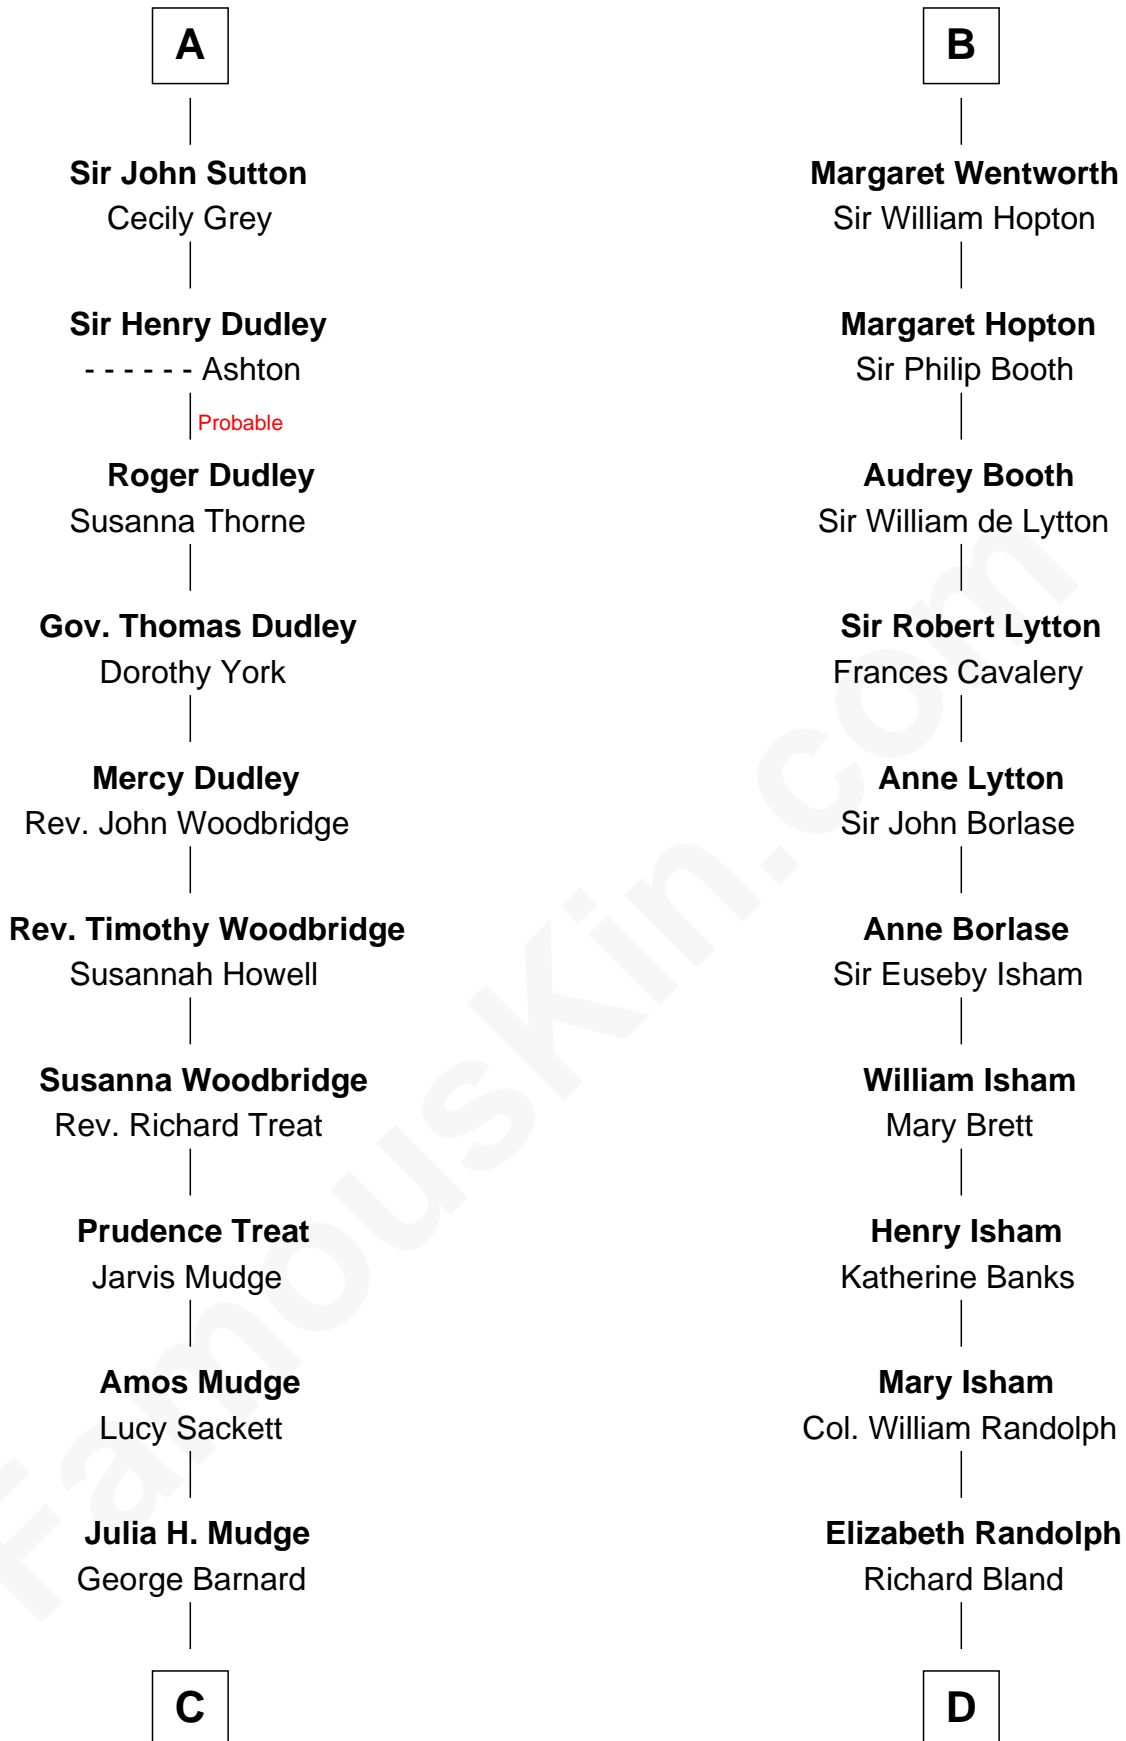 A
Sir John Sutton
Cecily Grey
Sir Henry Dudley
- - - - - - Ashton
Probable
Roger Dudley
Susanna Thorne
Gov. Thomas Dudley
Dorothy York
Mercy Dudley
Rev. John Woodbridge
Rev. Timothy Woodbridge
Susannah Howell
Susanna Woodbridge
Rev. Richard Treat
Prudence Treat
Jarvis Mudge
Amos Mudge
Lucy Sackett
Julia H. Mudge
George Barnard
C
B
Margaret Wentworth
Sir William Hopton
Margaret Hopton
Sir Philip Booth
Audrey Booth
Sir William de Lytton
Sir Robert Lytton
Frances Cavalery
Anne Lytton
Sir John Borlase
Anne Borlase
Sir Euseby Isham
William Isham
Mary Brett
Henry Isham
Katherine Banks
Mary Isham
Col. William Randolph
Elizabeth Randolph
Richard Bland
D
FamousKin.com